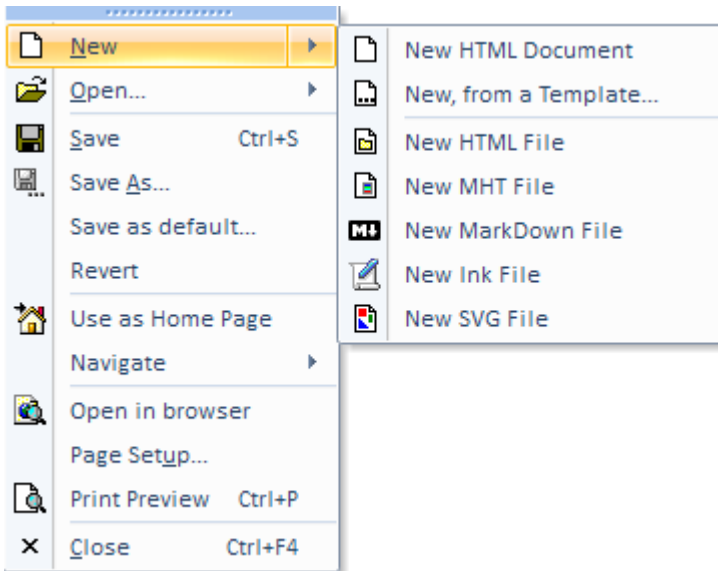 New
Open...
Save Ctrl+S
Save As...
Save as default...
Revert
Use as Home Page
Navigate
Open in browser
Page Setup...
Print Preview Ctrl+P
Close Ctrl+F4
New HTML Document
New, from a Template...
New HTML File
New MHT File
M↓ New MarkDown File
New Ink File
New SVG File